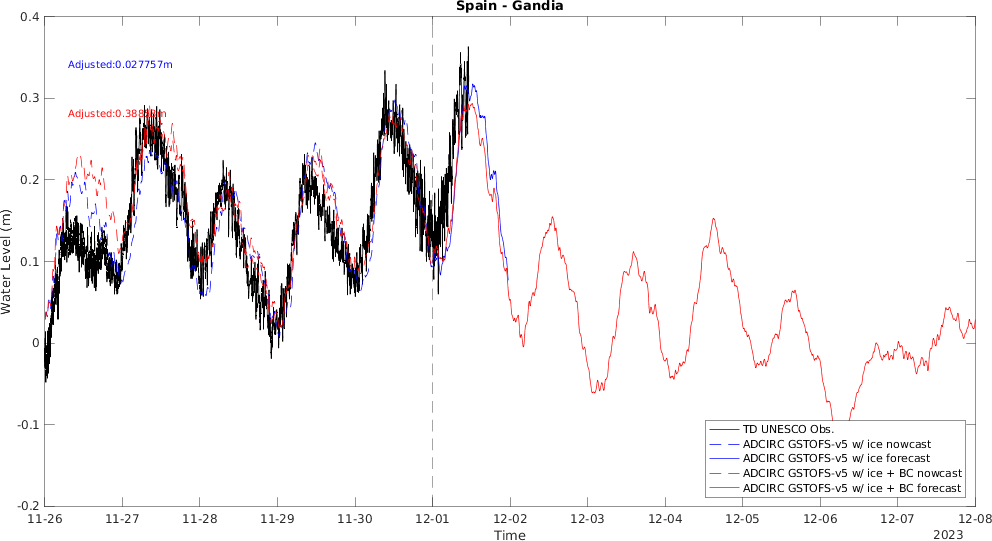 Spain - Gandia
0.4
0.3
0.2
0.1
0
-0.1
-0.2
Water Level (m)
Adjusted:0.027757m
TD UNESCO Obs.
ADCIRC GSTOFS-v5 w/ ice nowcast
ADCIRC GSTOFS-v5 w/ ice forecast
ADCIRC GSTOFS-v5 w/ ice + BC nowcast
ADCIRC GSTOFS-v5 w/ ice + BC forecast
11-26 11-27 11-28 11-29 11-30 12-01 12-02 12-03 12-04 12-05 12-06 12-07 12-08
Time
2023